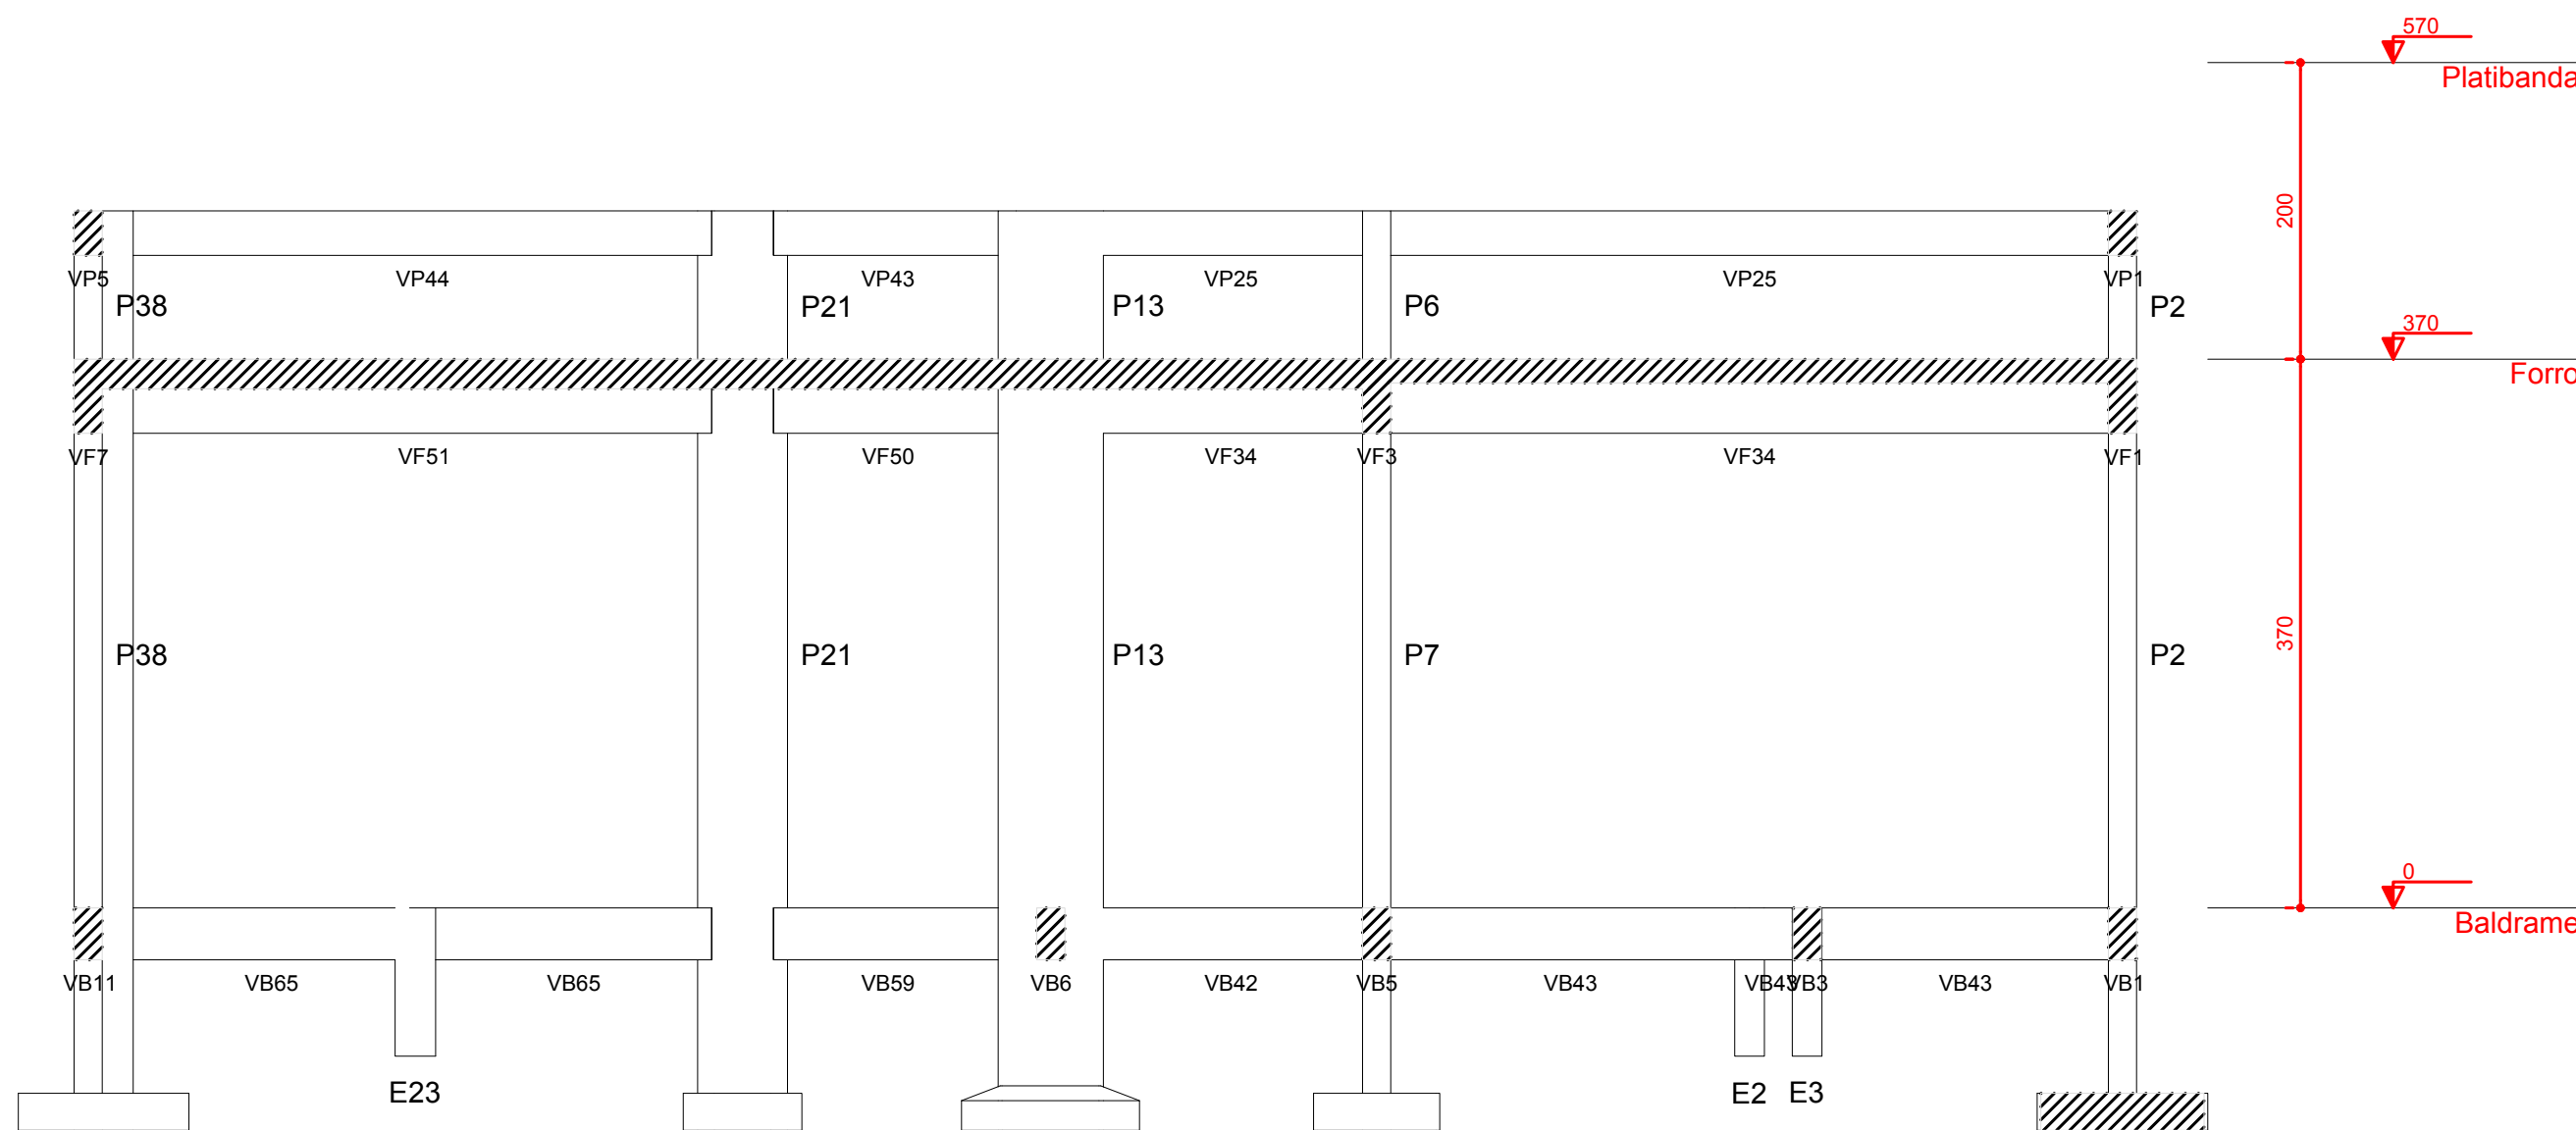 570
Platibanda
200
VP5 VP44 VP43 VP25 VP25 VP1
P38 P21 P13 P6 P2
370
Forro
VF7 VF51 VF50 VF34 VF3 VF34 VF1
370
P38 P21 P13 P7 P2
0
Baldrame
VB11 VB65 VB65 VB59 VB6 VB42 VB5 VB43 VB43 VB3 VB43 VB1
E23 E2 E3